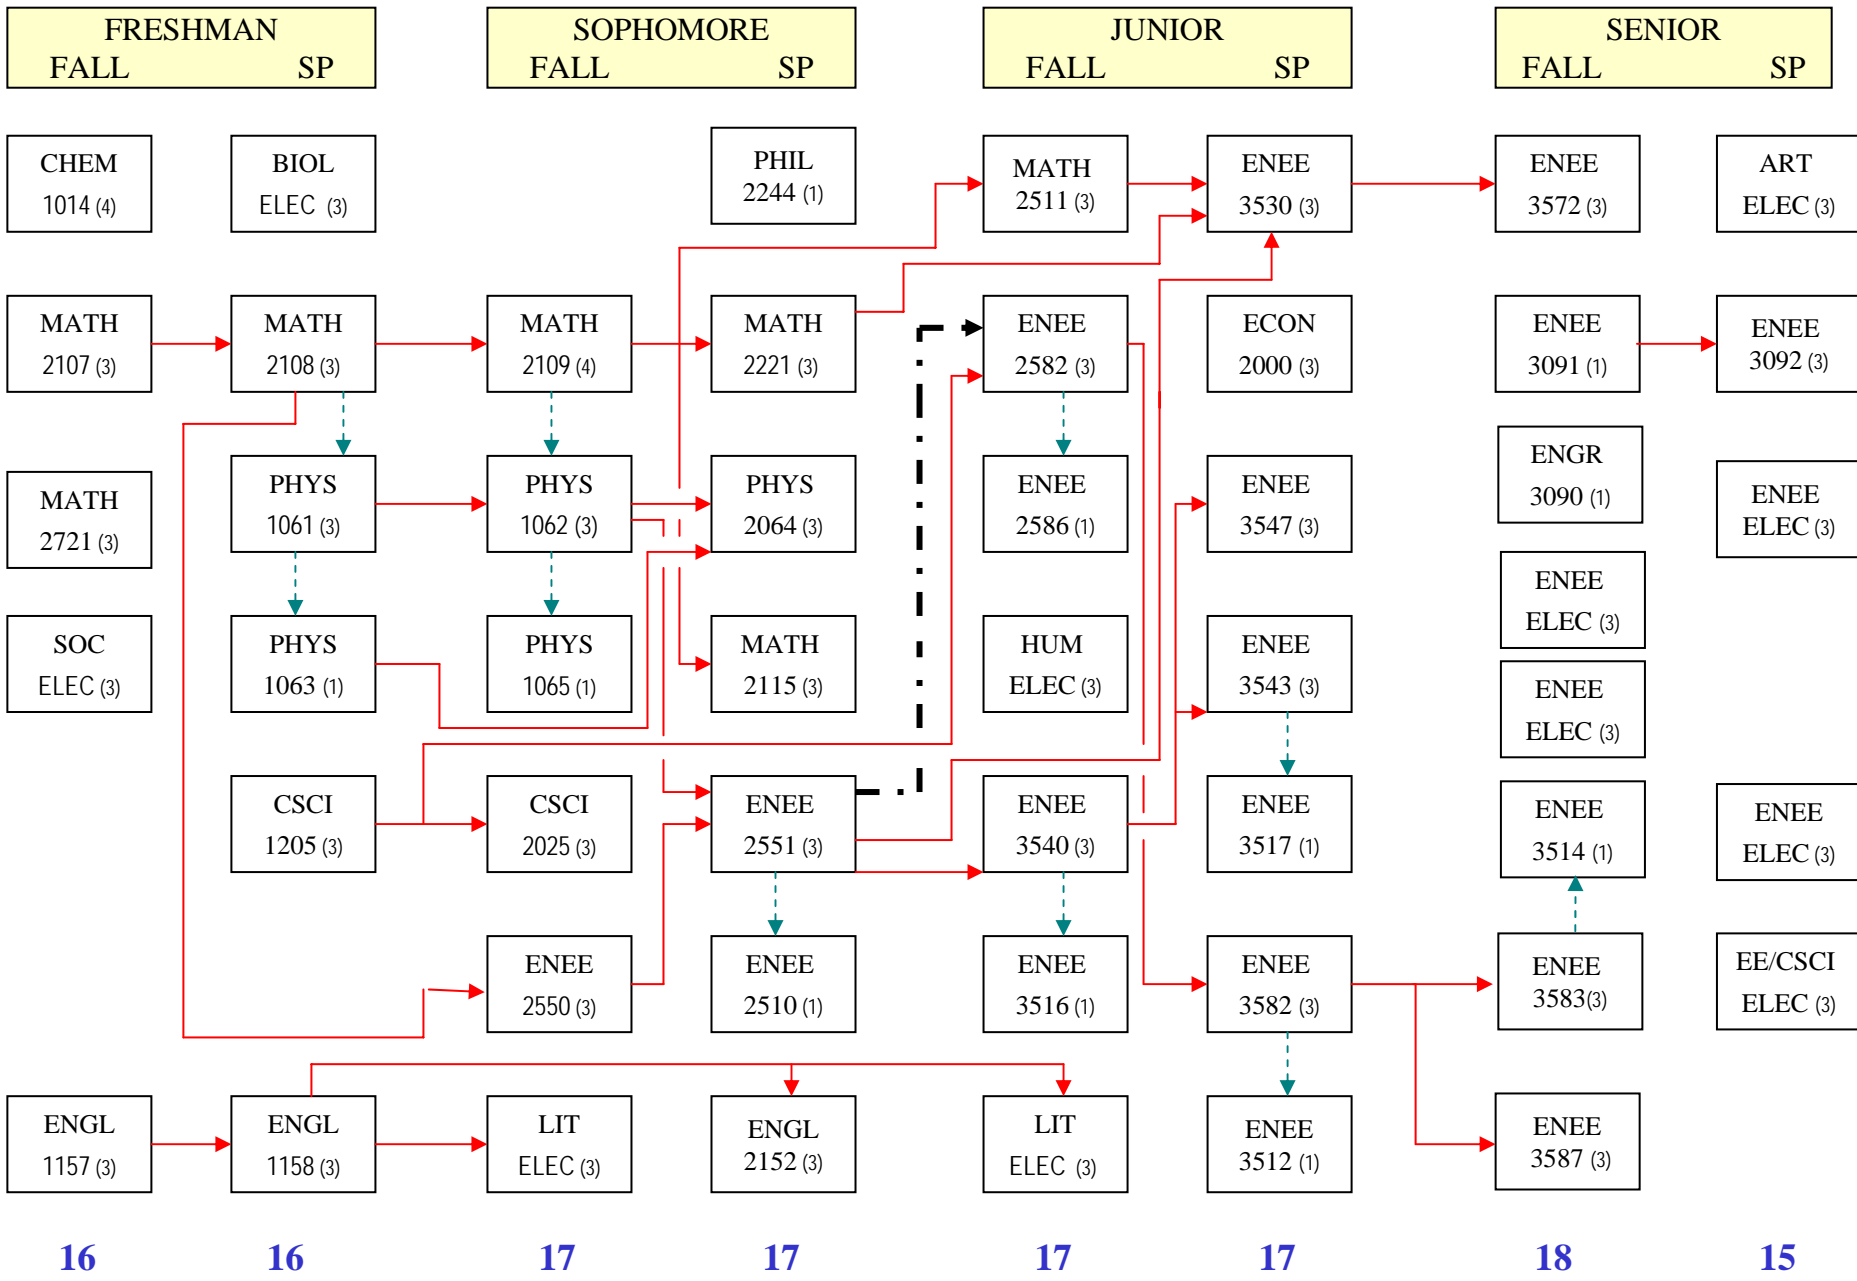 FRESHMAN
FALL SP
SOPHOMORE
FALL SP
JUNIOR
FALL SP
SENIOR
FALL SP
CHEM
1014 (4)
BIOL
ELEC (3)
PHIL
2244 (1)
MATH
2511 (3)
ENEE
3530 (3)
ENEE
3572 (3)
ART
ELEC (3)
MATH
2107 (3)
MATH
2108 (3)
MATH
2109 (4)
MATH
2221 (3)
ENEE
2582 (3)
ECON
2000 (3)
ENEE
3091 (1)
ENEE
3092 (3)
MATH
2721 (3)
PHYS
1061 (3)
PHYS
1062 (3)
PHYS
2064 (3)
ENEE
2586 (1)
ENEE
3547 (3)
ENGR
3090 (1)
ENEE
ELEC (3)
ENEE
ELEC (3)
SOC
ELEC (3)
PHYS
1063 (1)
PHYS
1065 (1)
MATH
2115 (3)
HUM
ELEC (3)
ENEE
3543 (3)
ENEE
ELEC (3)
CSCI
1205 (3)
CSCI
2025 (3)
ENEE
2551 (3)
ENEE
3540 (3)
ENEE
3517 (1)
ENEE
3514 (1)
ENEE
ELEC (3)
ENEE
2550 (3)
ENEE
2510 (1)
ENEE
3516 (1)
ENEE
3582 (3)
ENEE
3583(3)
EE/CSCI
ELEC (3)
ENGL
1157 (3)
ENGL
1158 (3)
LIT
ELEC (3)
ENGL
2152 (3)
LIT
ELEC (3)
ENEE
3512 (1)
ENEE
3587 (3)
16 16 17 17 17 17 18 15